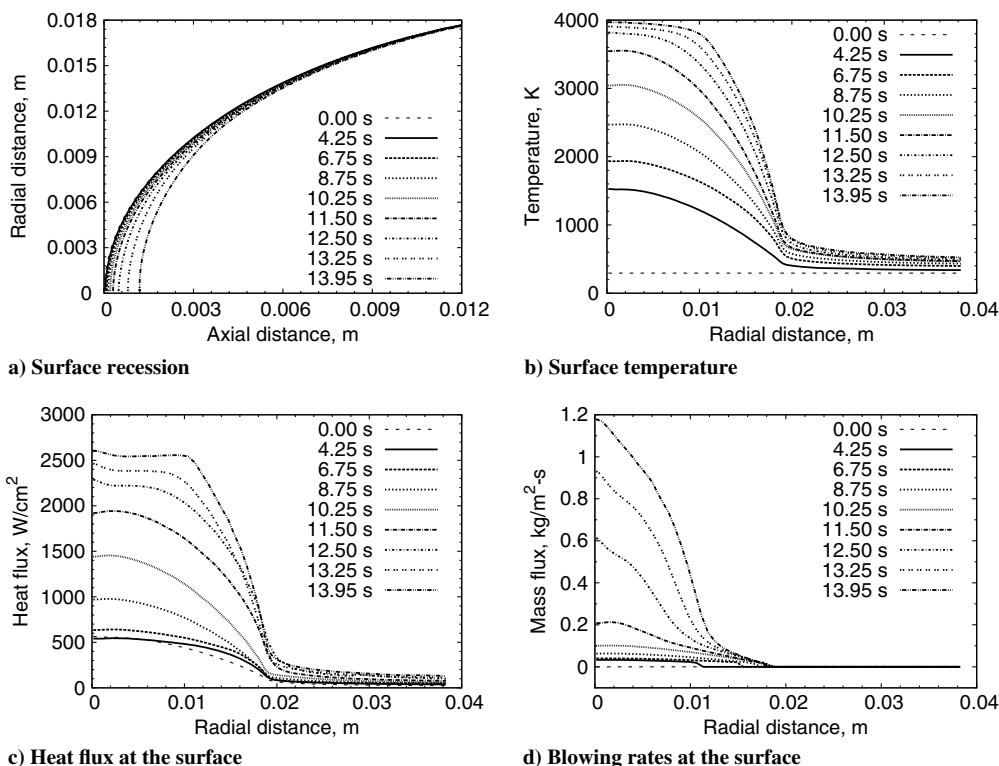 0.018
0.015
0.012
0.009
0.006
0.003
0
0
0.003
0.006
0.009
0.012
Radial distance, m
Axial distance, m
0.00 s
4.25 s
6.75 s
8.75 s
10.25 s
11.50 s
12.50 s
13.25 s
13.95 s
a) Surface recession
4000
3000
2000
1000
0
0
0.01
0.02
0.03
0.04
Temperature, K
Radial distance, m
0.00 s
4.25 s
6.75 s
8.75 s
10.25 s
11.50 s
12.50 s
13.25 s
13.95 s
b) Surface temperature
3000
2500
2000
1500
1000
500
0
0
0.01
0.02
0.03
0.04
Heat flux, W/cm²
Radial distance, m
0.00 s
4.25 s
6.75 s
8.75 s
10.25 s
11.50 s
12.50 s
13.25 s
13.95 s
c) Heat flux at the surface
1.2
1
0.8
0.6
0.4
0.2
0
0
0.01
0.02
0.03
0.04
Mass flux, kg/m²-s
Radial distance, m
0.00 s
4.25 s
6.75 s
8.75 s
10.25 s
11.50 s
12.50 s
13.25 s
13.95 s
d) Blowing rates at the surface